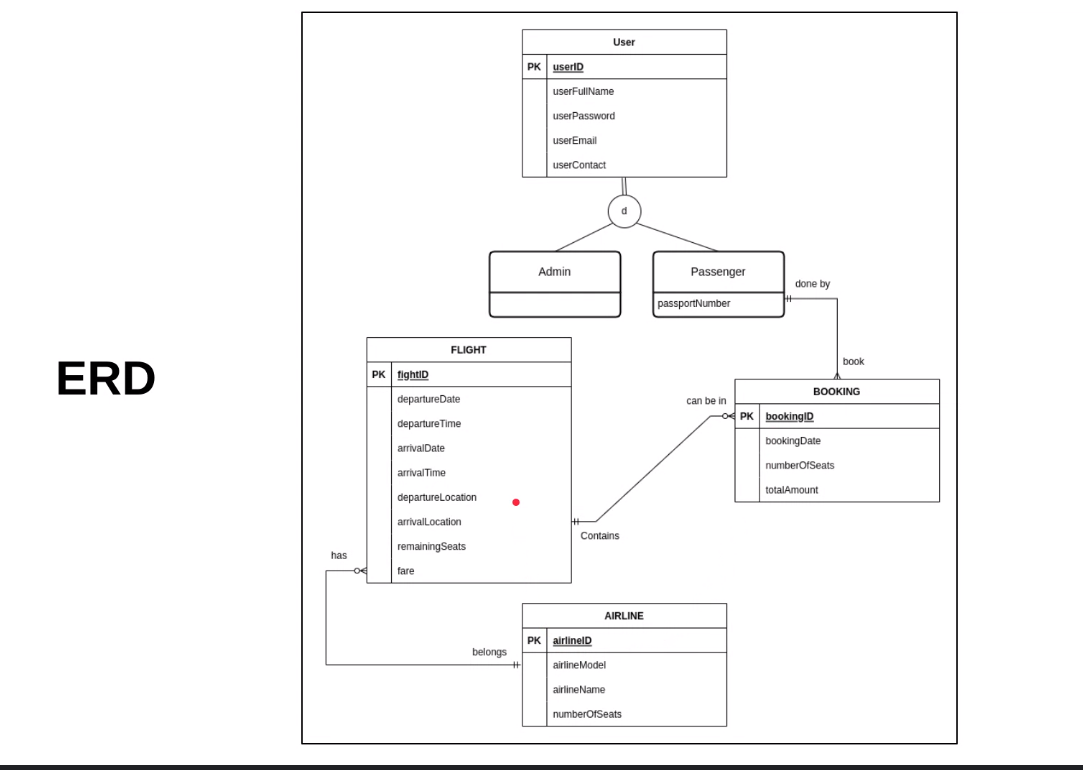 ERD
User
PK userID
userFullName
userPassword
userEmail
userContact
d
Admin
Passenger
passportNumber
done by
book
FLIGHT
PK fightID
departureDate
departureTime
arrivalDate
arrivalTime
departureLocation
arrivalLocation
remainingSeats
fare
can be in
BOOKING
PK bookingID
bookingDate
numberOfSeats
totalAmount
Contains
has
belongs
AIRLINE
PK airlineID
airlineModel
airlineName
numberOfSeats